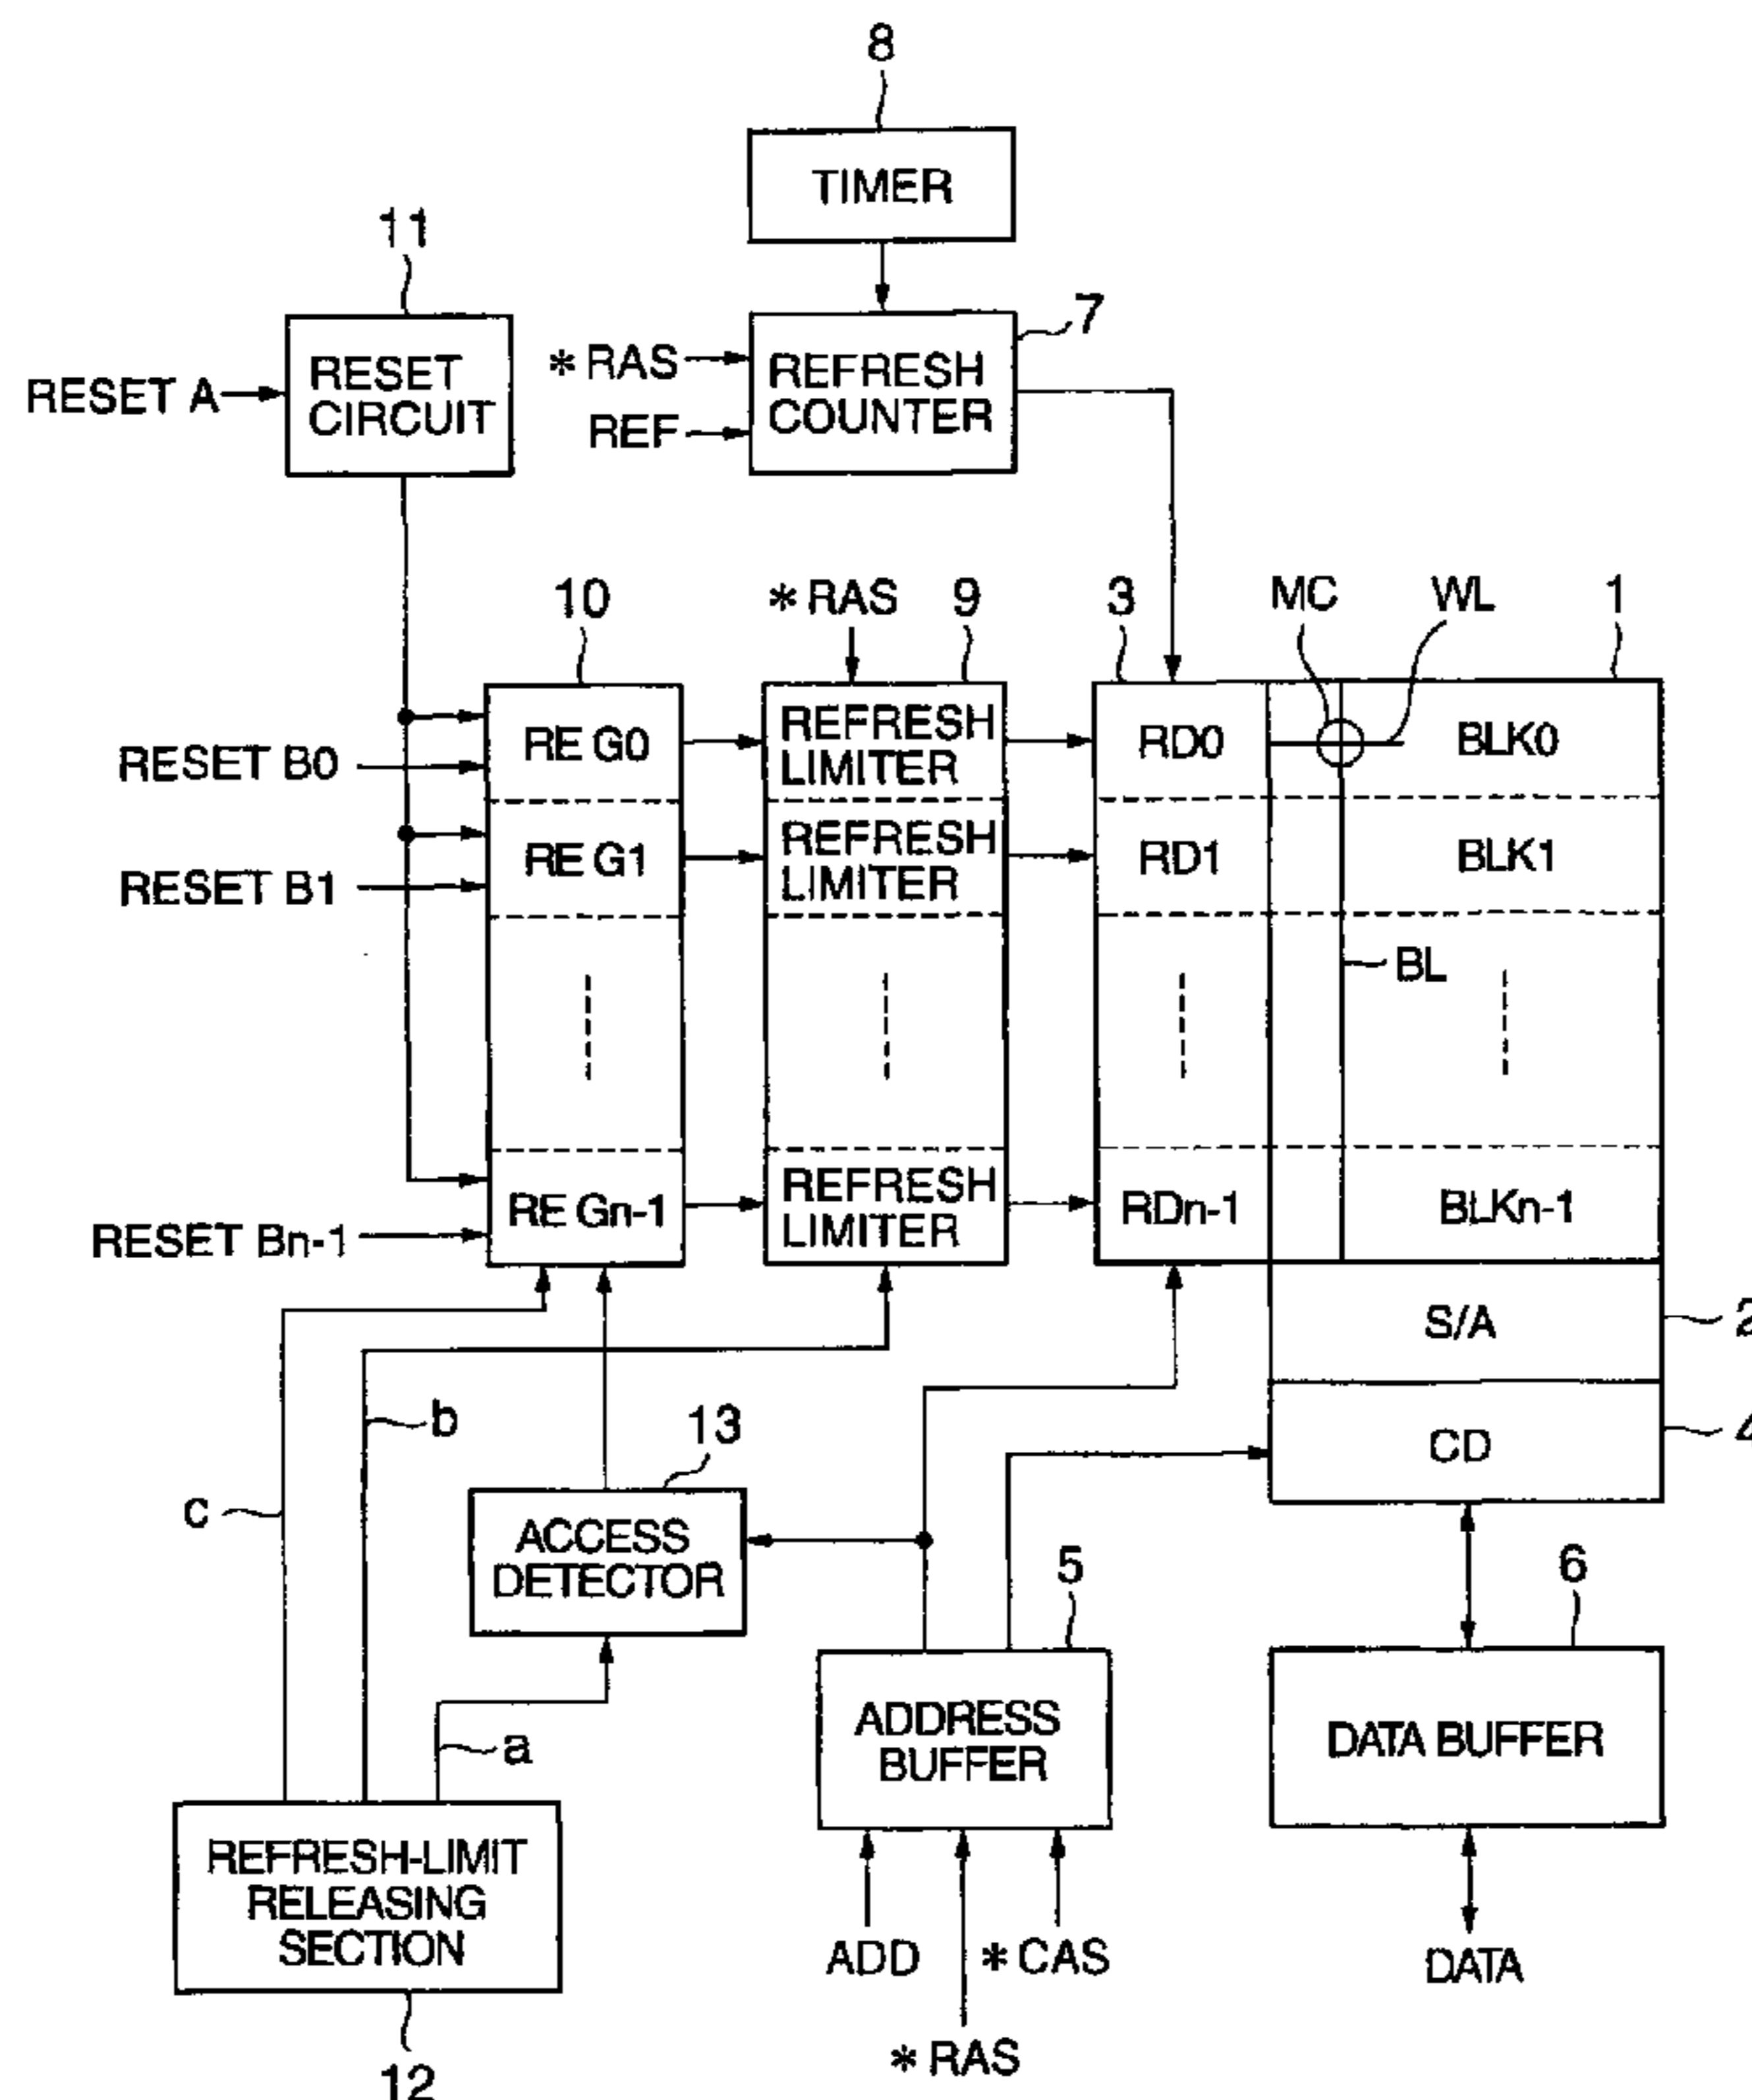 8
TIMER
11
7
RESET A
RESET
CIRCUIT
* RAS
REF
REFRESH
COUNTER
10
* RAS
9
3
MC
WL
1
RESET B0
RE G0
REFRESH
LIMITER
RD0
BLK0
RESET B1
RE G1
REFRESH
LIMITER
RD1
BLK1
BL
RESET Bn-1
RE Gn-1
REFRESH
LIMITER
RDn-1
BLKn-1
S/A
2
b
13
CD
4
c
ACCESS
DETECTOR
5
6
a
ADDRESS
BUFFER
DATA BUFFER
REFRESH-LIMIT
RELEASING
SECTION
ADD
* CAS
DATA
* RAS
12